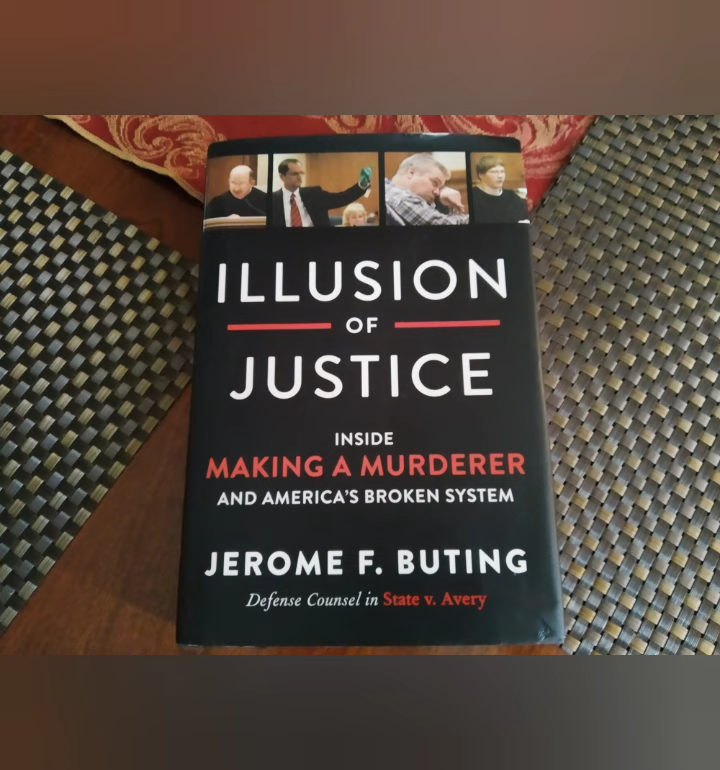 ILLUSION
OF
JUSTICE
INSIDE
MAKING A MURDERER
AND AMERICA'S BROKEN SYSTEM
JEROME F. BUTING
Defense Counsel in State v. Avery